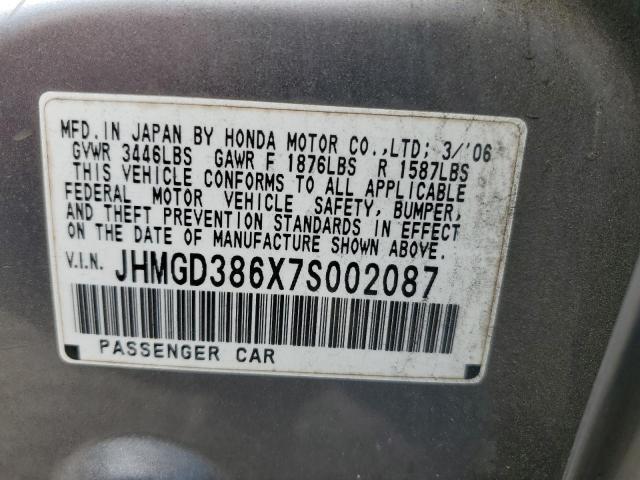 MFD.IN JAPAN BY HONDA MOTOR CO.,LTD; 3/'06
GVWR 3446LBS GAWR F 1876LBS R 1587LBS
THIS VEHICLE CONFORMS TO ALL APPLICABLE
FEDERAL MOTOR VEHICLE SAFETY, BUMPER,
AND THEFT PREVENTION STANDARDS IN EFFECT
ON THE DATE OF MANUFACTURE SHOWN ABOVE.
V.I.N. JHMGD386X7S002087
PASSENGER CAR